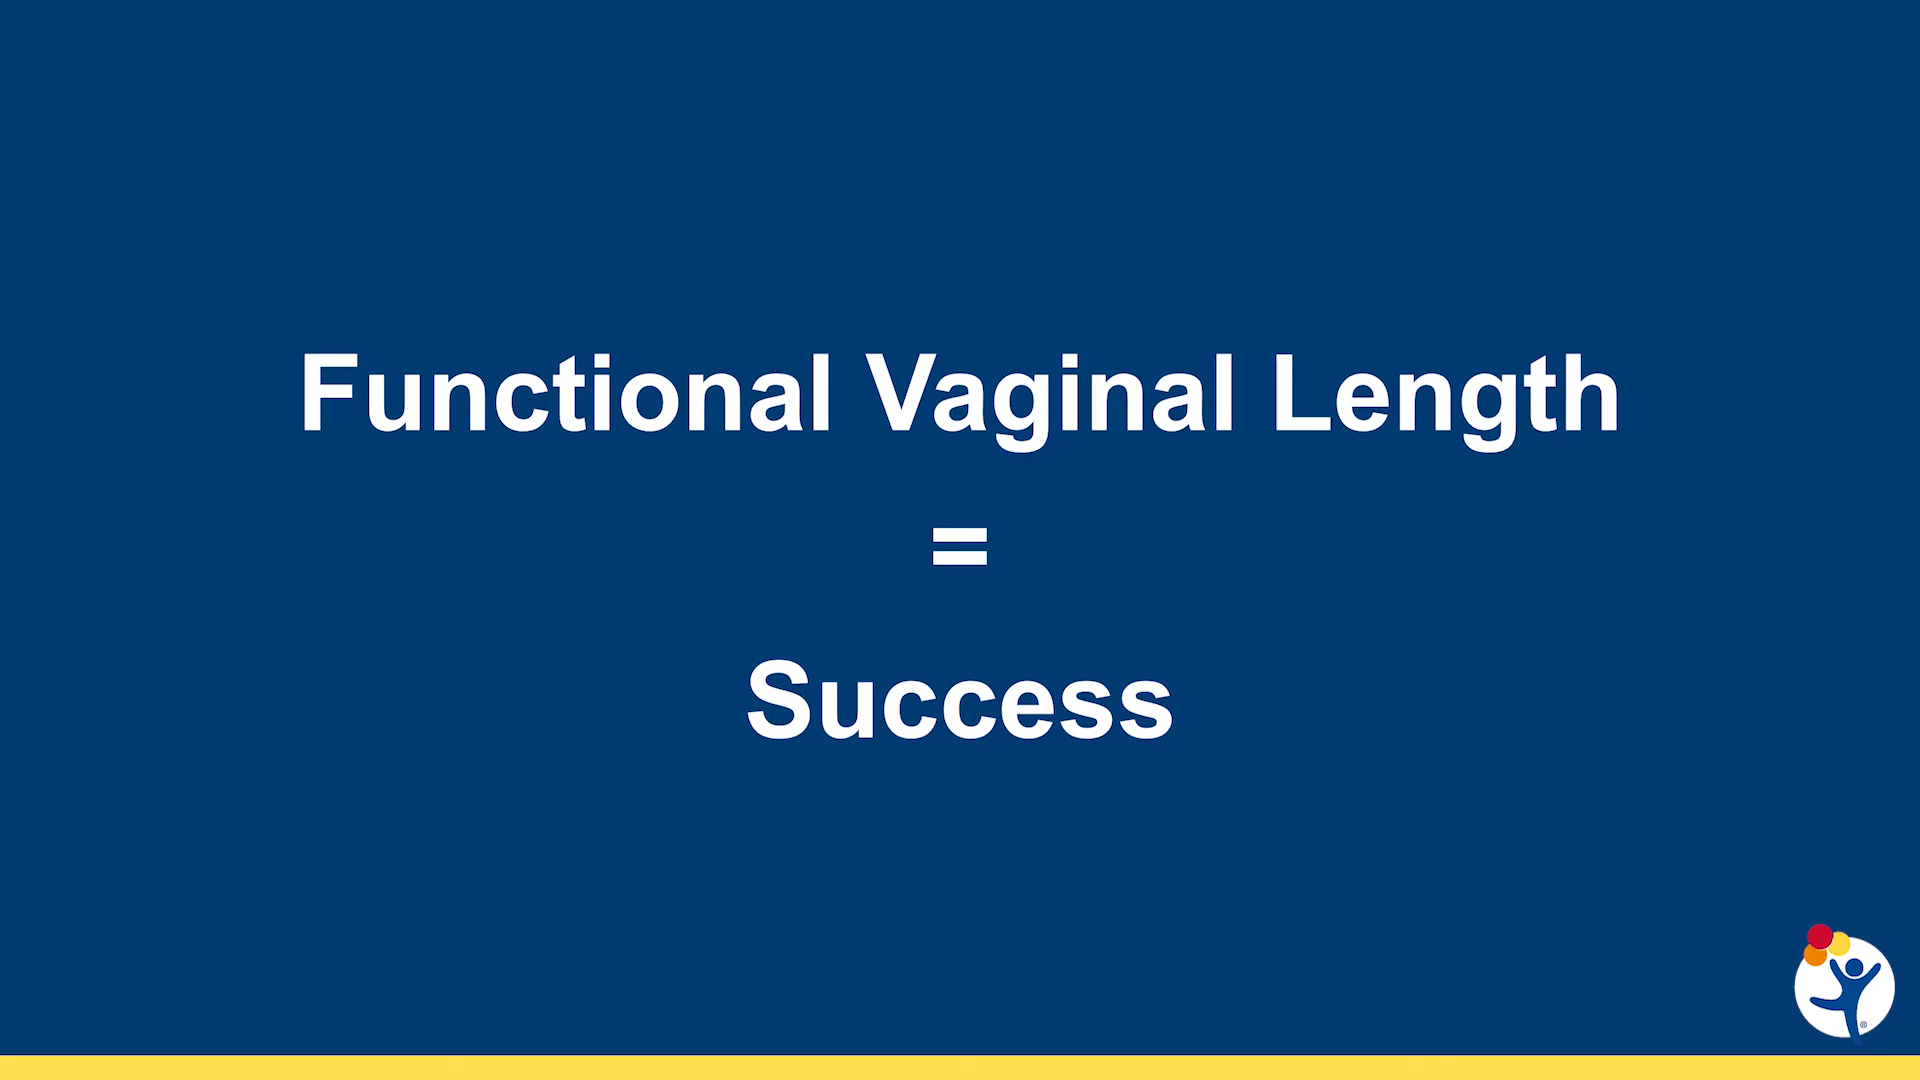 Functional Vaginal Length
=
Success
®